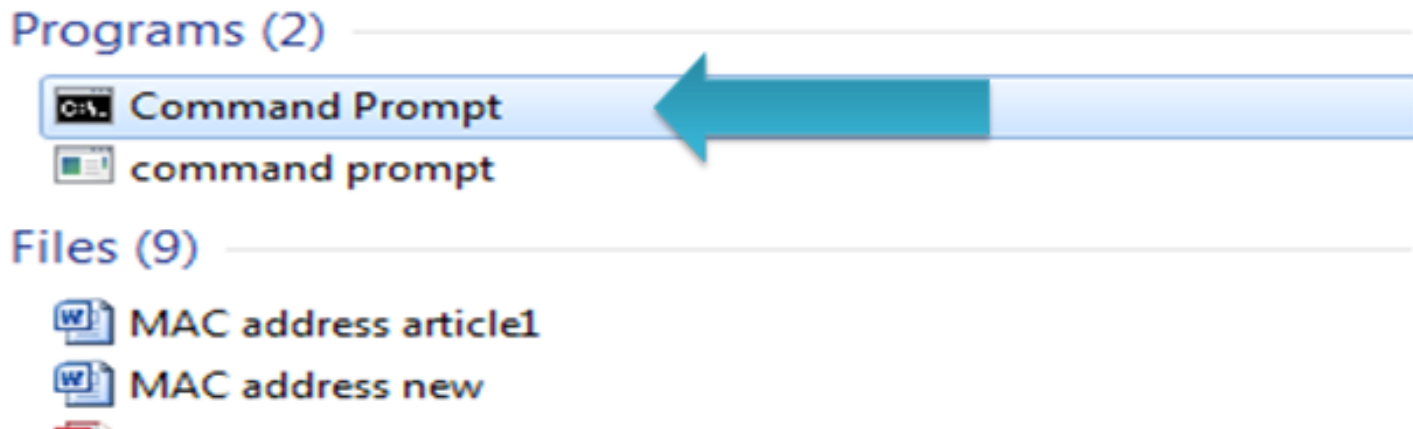 Programs (2)
C:\. Command Prompt
command prompt
Files (9)
W MAC address article1
W MAC address new